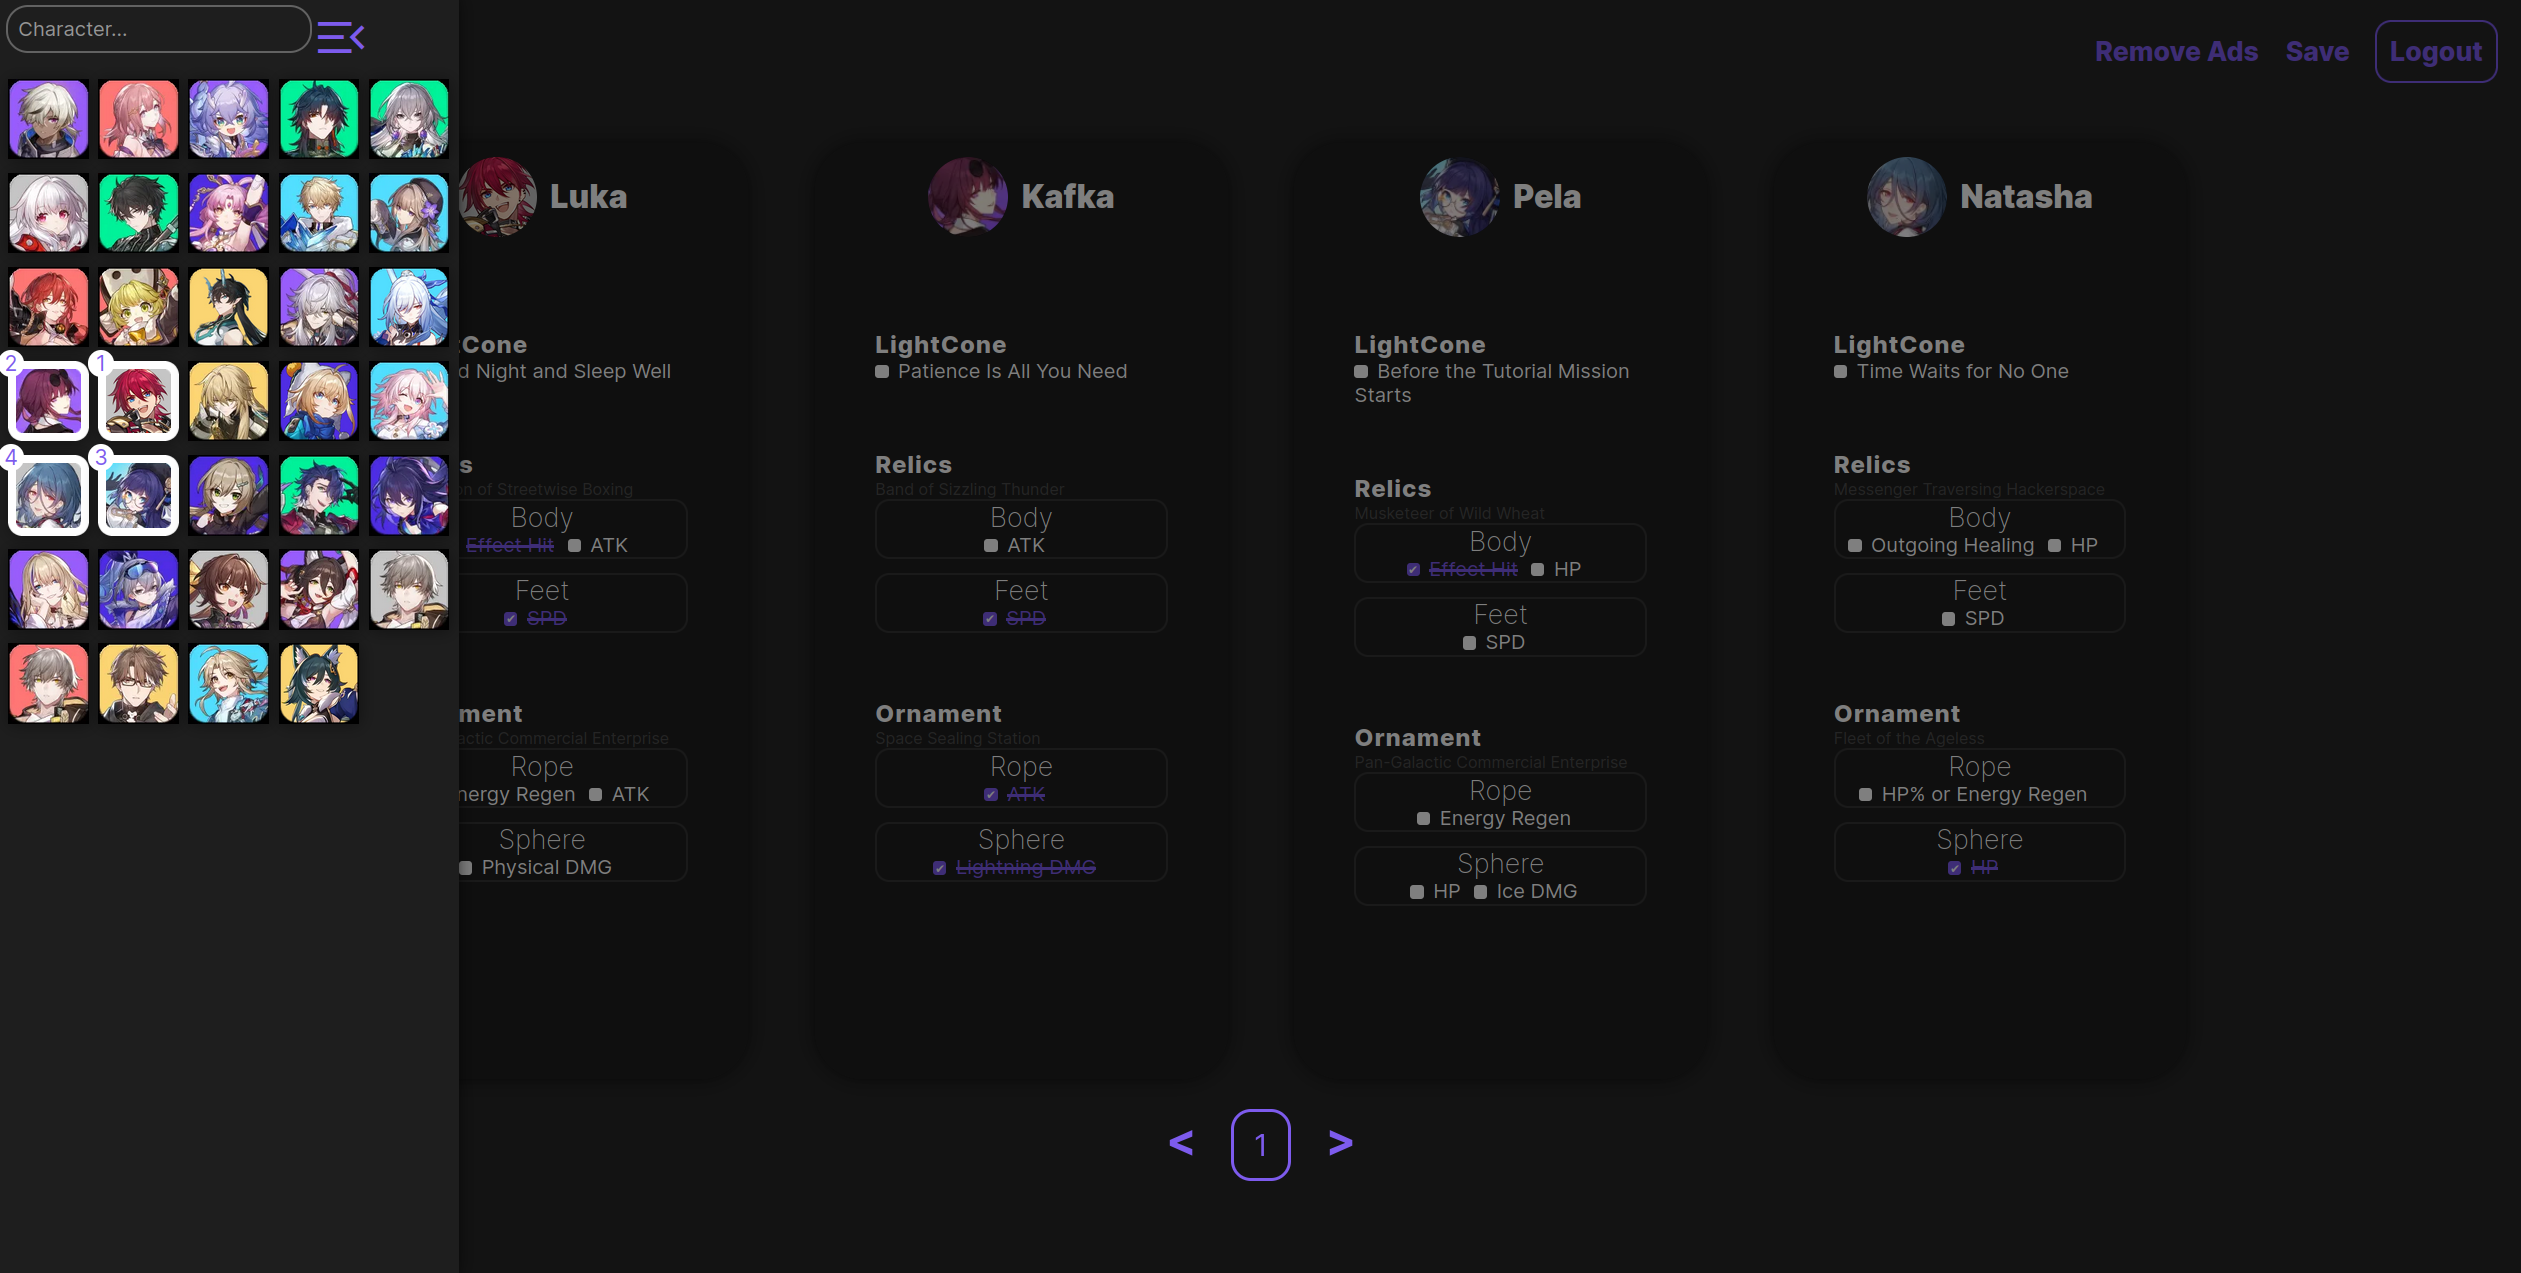 Character...
Remove Ads Save Logout
2 1
4 3
Luka
tCone
d Night and Sleep Well
s
on of Streetwise Boxing
Body
Effect Hit ATK
Feet
SPD
ment
actic Commercial Enterprise
Rope
nergy Regen ATK
Sphere
Physical DMG
Kafka
LightCone
Patience Is All You Need
Relics
Band of Sizzling Thunder
Body
ATK
Feet
SPD
Ornament
Space Sealing Station
Rope
ATK
Sphere
Lightning DMG
Pela
LightCone
Before the Tutorial Mission
Starts
Relics
Musketeer of Wild Wheat
Body
Effect Hit HP
Feet
SPD
Ornament
Pan-Galactic Commercial Enterprise
Rope
Energy Regen
Sphere
HP Ice DMG
Natasha
LightCone
Time Waits for No One
Relics
Messenger Traversing Hackerspace
Body
Outgoing Healing HP
Feet
SPD
Ornament
Fleet of the Ageless
Rope
HP% or Energy Regen
Sphere
HP
< 1 >